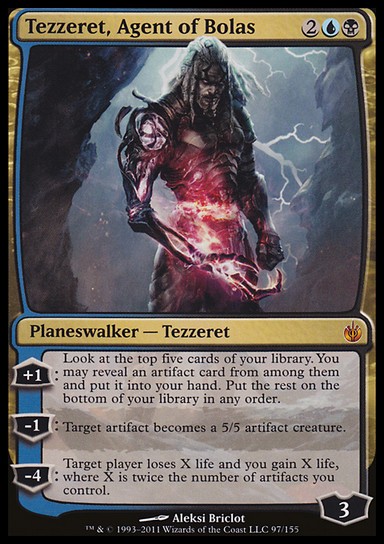 Tezzeret, Agent of Bolas 2
Planeswalker — Tezzeret
+1: Look at the top five cards of your library. You
may reveal an artifact card from among them
and put it into your hand. Put the rest on the
bottom of your library in any order.
-1: Target artifact becomes a 5/5 artifact creature.
-4: Target player loses X life and you gain X life,
where X is twice the number of artifacts you
control.
3
Aleksi Briclot
™ & © 1993-2011 Wizards of the Coast LLC 97/155